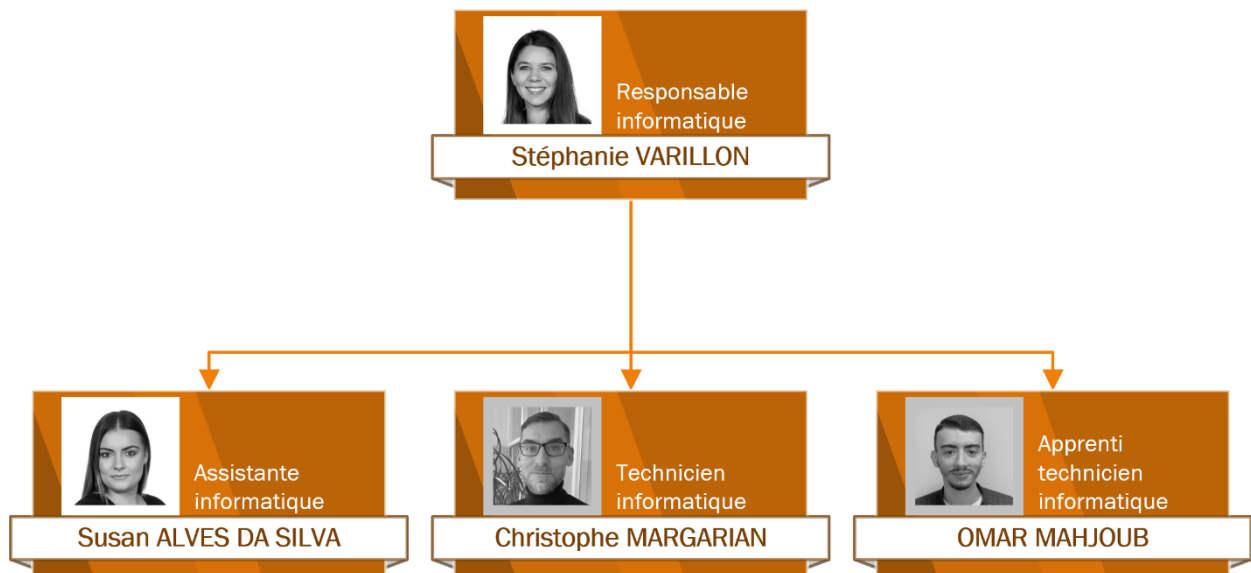 Responsable
informatique
Stéphanie VARILLON
Assistante
informatique
Susan ALVES DA SILVA
Technicien
informatique
Christophe MARGARIAN
Apprenti
technicien
informatique
OMAR MAHJOUB